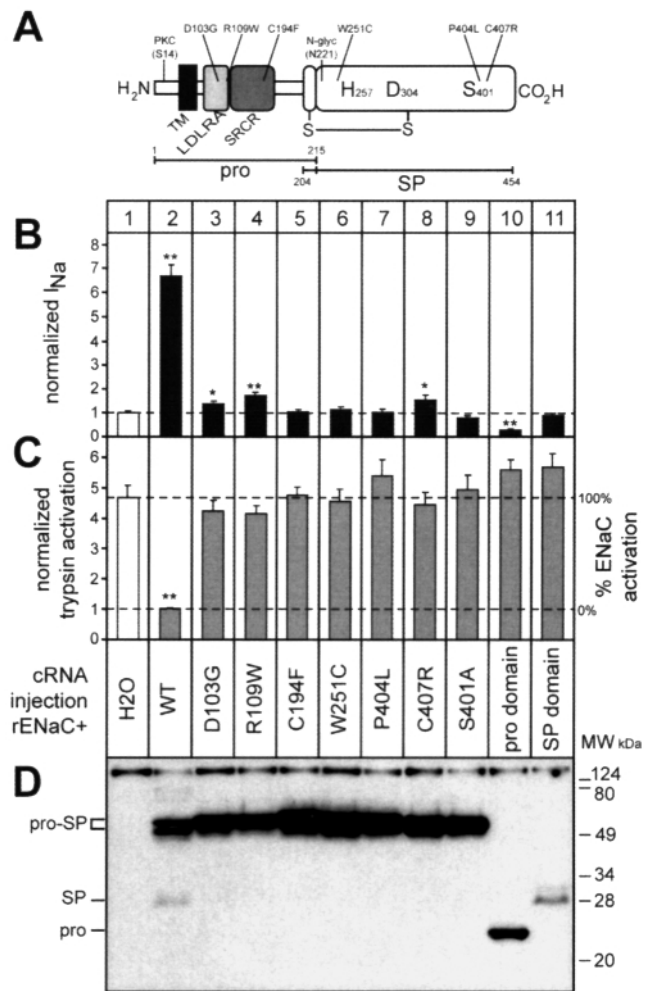 A
PKC (S14)
D103G
R109W
C194F
N-glyc (N221)
W251C
P404L
C407R
H2N
TM
LDLRA
SRCR
H257
D304
S401
CO2H
S
S
1
215
pro
204
SP
454
1 2 3 4 5 6 7 8 9 10 11
B
normalized INa
8
7
6
5
4
3
2
1
0
**
*
**
*
**
C
normalized trypsin activation
6
5
4
3
2
1
0
**
100%
0%
% ENaC activation
cRNA injection rENaC+
H2O
WT
D103G
R109W
C194F
W251C
P404L
C407R
S401A
pro domain
SP domain
MW kDa
D
pro-SP
SP
pro
124
80
49
34
28
20